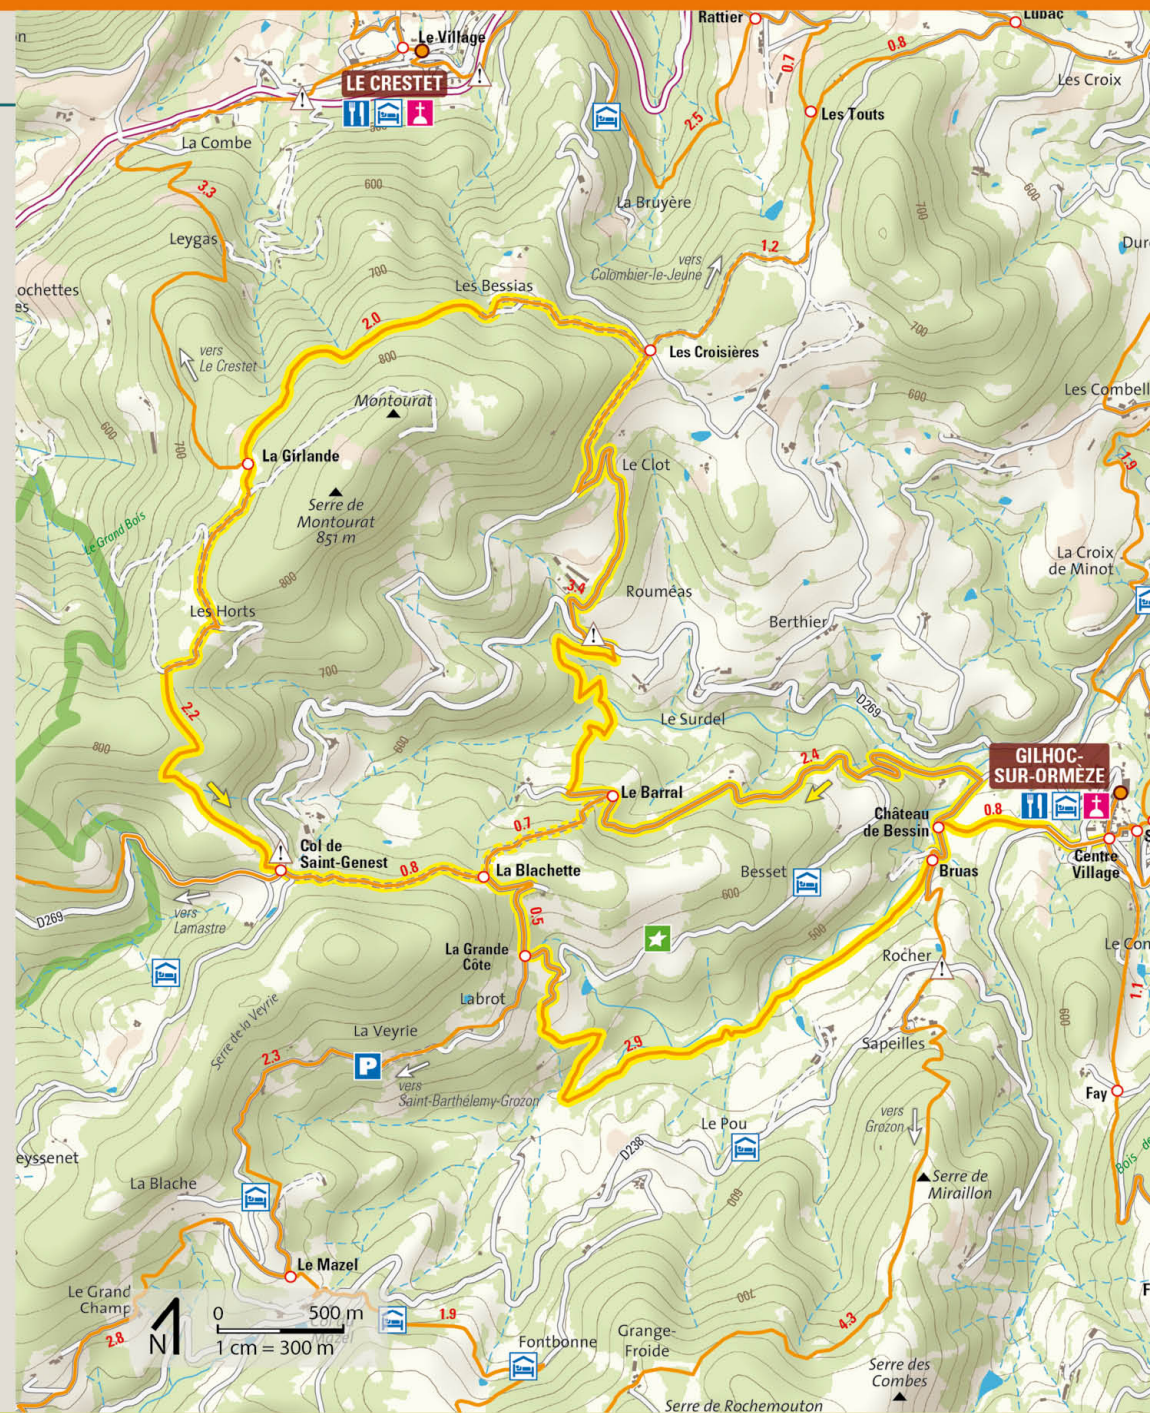 Rattier
Lubac
Le Village
0.8
0.7
LE CRESTET
Les Croix
2.5
Les Touts
La Combe
600
3.3
600
La Bruyère
700
Leygas
1.2
vers
Colombier-le-Jeune
700
Les Bessias
ochettes
es
2.0
700
vers
Le Crestet
800
Les Croisières
Montourat
600
Les Combell
600
700
La Girlande
Le Clot
1.9
Serre de
Montourat
851 m
Le Grand Bois
La Croix
de Minot
800
3.4
Rouméas
Les Horts
Berthier
700
2.2
D269
Le Surdel
800
600
2.4
GILHOC-
SUR-ORMÈZE
Le Barral
0.8
Château
de Bessin
0.7
Col de
Saint-Genest
0.8
La Blachette
Centre
Village
Besset
Bruas
600
D269
vers
Lamastre
0.5
500
La Grande
Côte
Rocher
Le Con
Labrot
1.1
La Veyrie
Serre de la Veyrie
600
2.9
Sapeilles
2.3
P
vers
Saint-Barthélemy-Grozon
Fay
vers
Grozon
Le Pou
D238
eyssenet
Bois de
La Blache
Serre de
Miraillon
600
Le Mazel
Le Grand
Champ
700
0
500 m
1.9
4.3
N
1 cm = 300 m
2.8
Fontbonne
Grange-
Froide
Serre des
Combes
Serre de Rochemouton